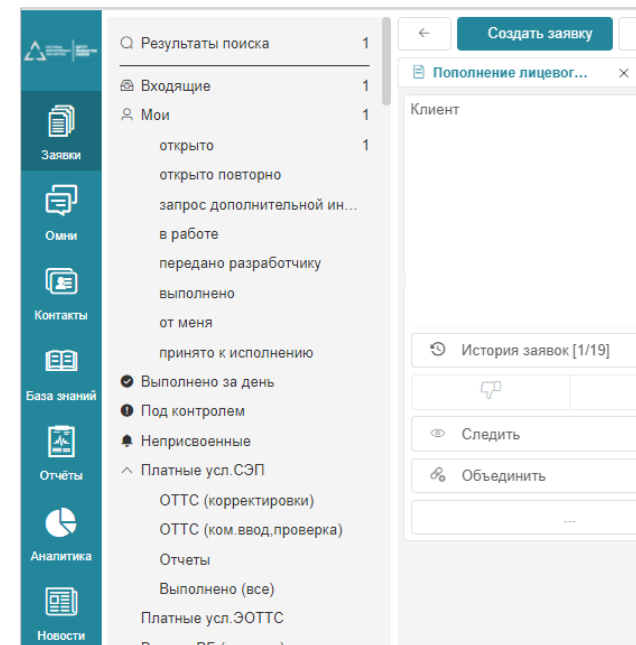 Заявки
Омни
Контакты
База знаний
Отчёты
Аналитика
Новости
Результаты поиска 1
Входящие 1
Мои 1
открыто 1
открыто повторно
запрос дополнительной ин...
в работе
передано разработчику
выполнено
от меня
принято к исполнению
Выполнено за день
Под контролем
Неприсвоенные
Платные усл.СЭП
ОТТС (корректировки)
ОТТС (ком.ввод,проверка)
Отчеты
Выполнено (все)
Платные усл.ЭОТТС
Создать заявку
Пополнение лицевог...
Клиент
История заявок [1/19]
Следить
Объединить
...